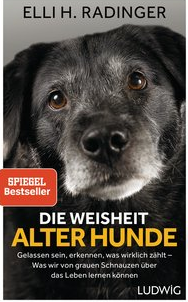 ELLI H. RADINGER
SPIEGEL
Bestseller
DIE WEISHEIT
ALTER HUNDE
Gelassen sein, erkennen, was wirklich zählt –
Was wir von grauen Schnauzen über
das Leben lernen können
LUDWiG